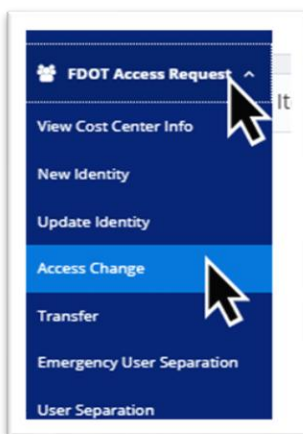 FDOT Access Request
It
View Cost Center Info
New Identity
Update Identity
Access Change
Transfer
Emergency User Separation
User Separation